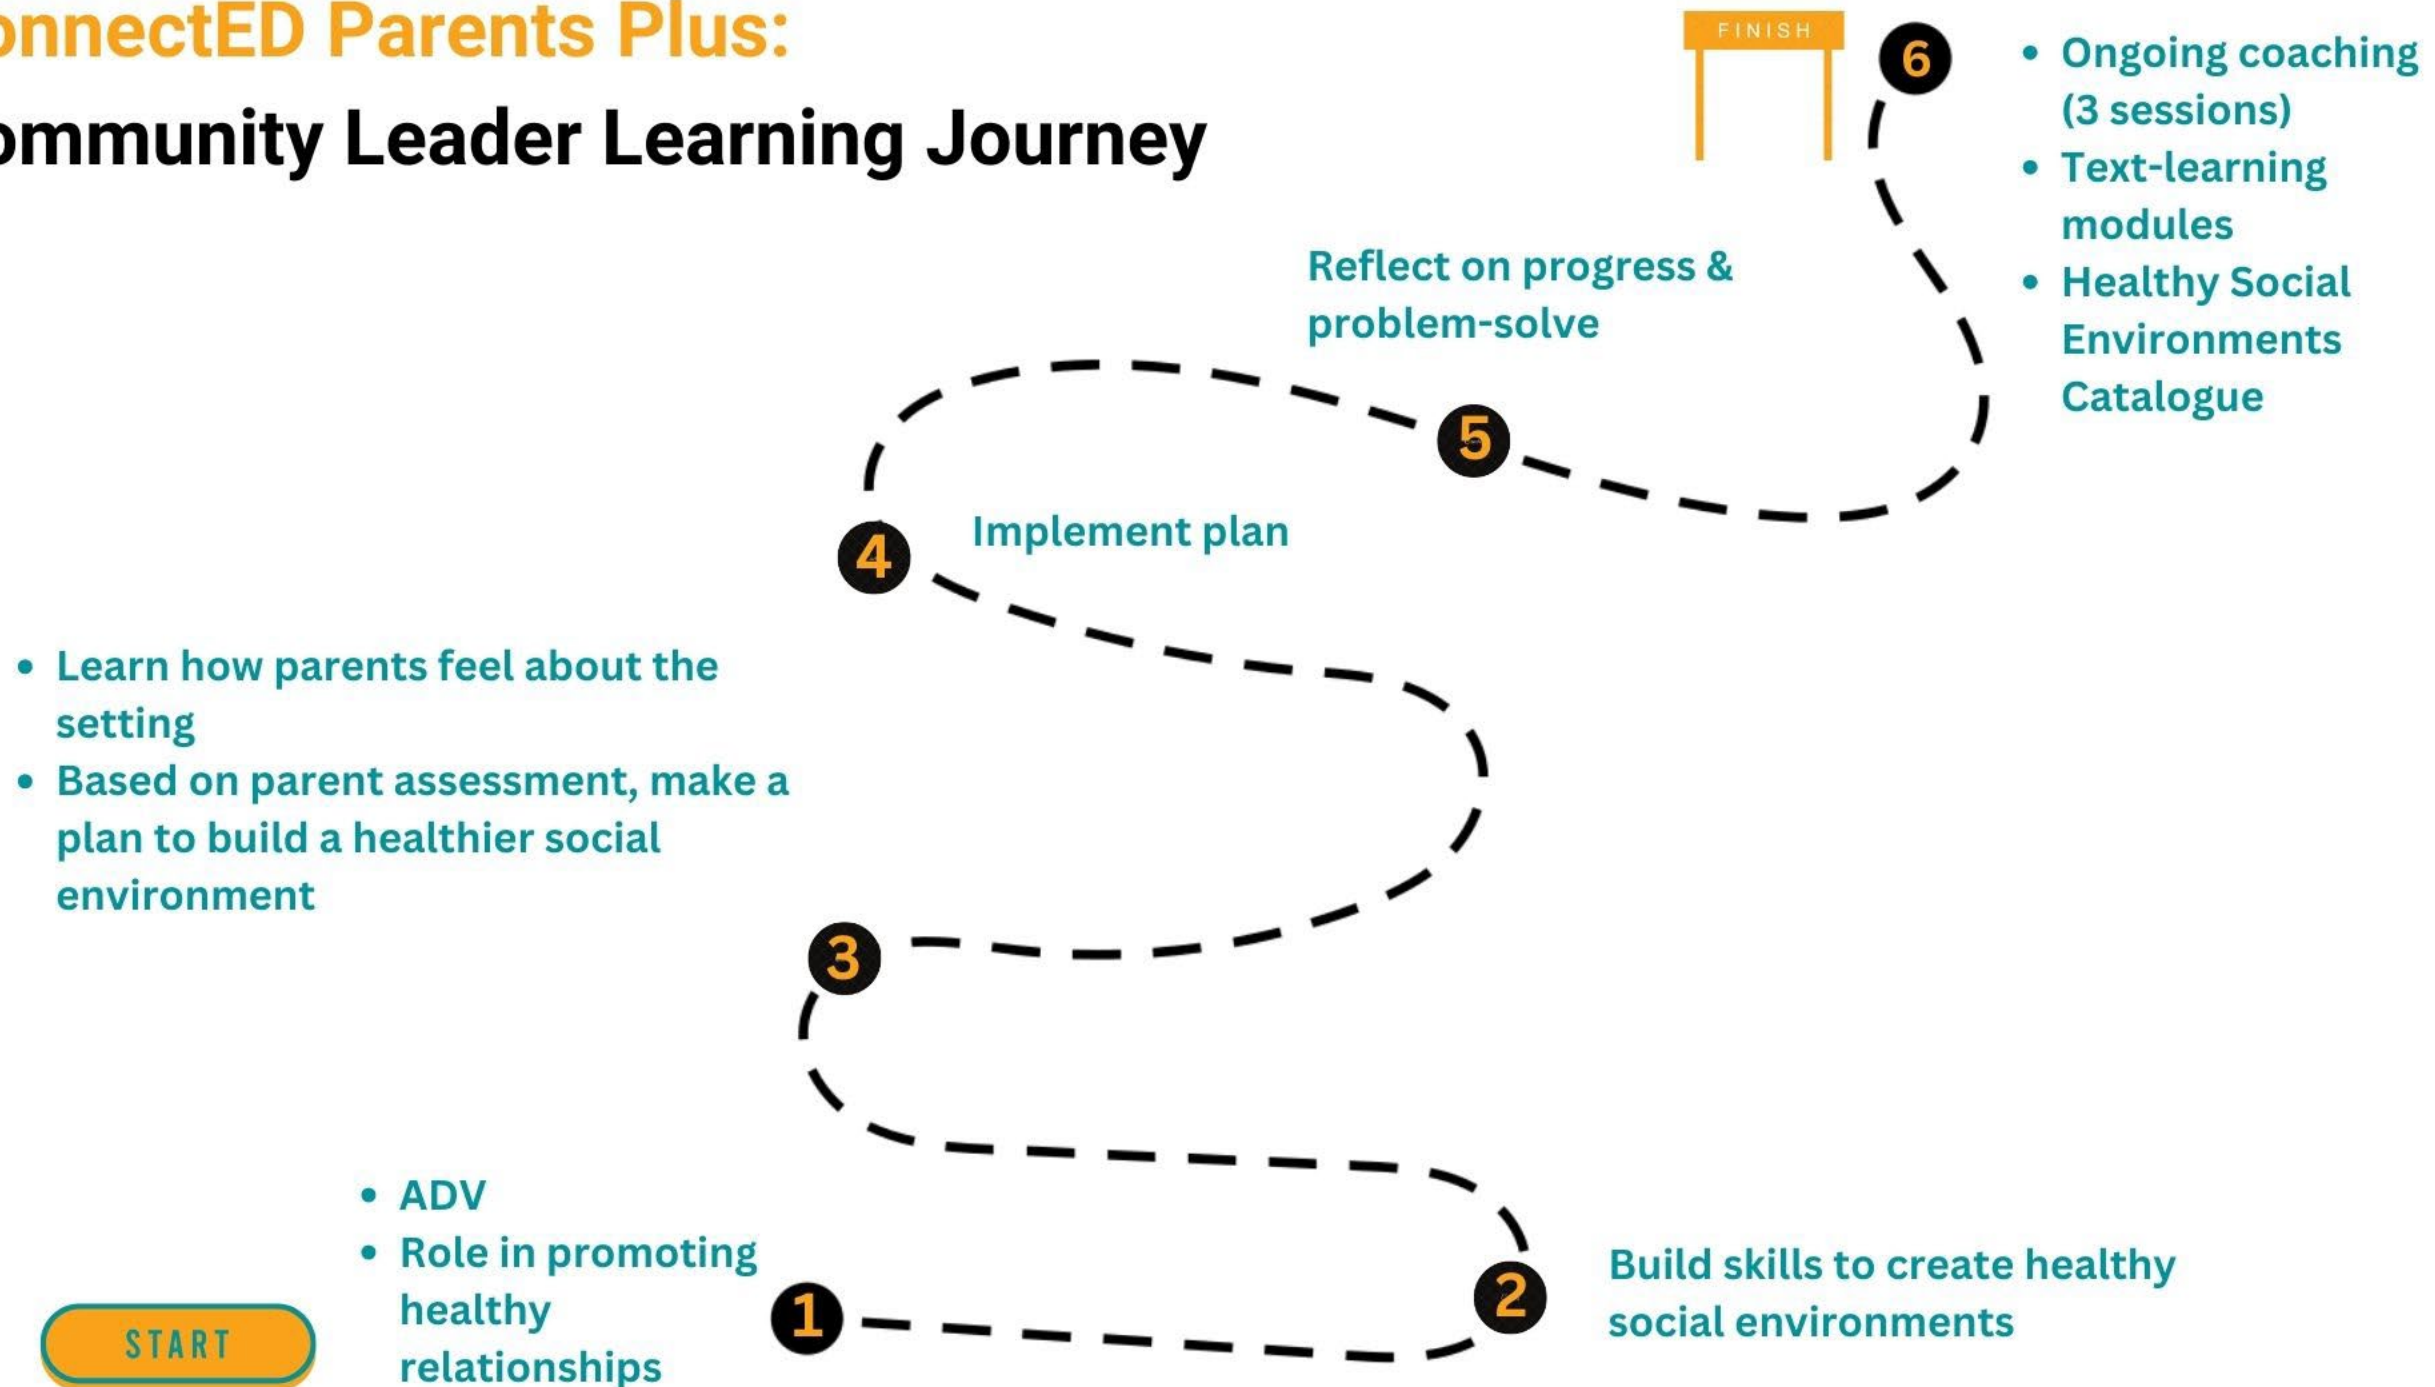 onnectED Parents Plus:
ommunity Leader Learning Journey
FINISH
6
• Ongoing coaching
(3 sessions)
• Text-learning
modules
• Healthy Social
Environments
Catalogue
Reflect on progress &
problem-solve
5
4
Implement plan
• Learn how parents feel about the
setting
• Based on parent assessment, make a
plan to build a healthier social
environment
3
• ADV
• Role in promoting
healthy
relationships
1
2
Build skills to create healthy
social environments
START